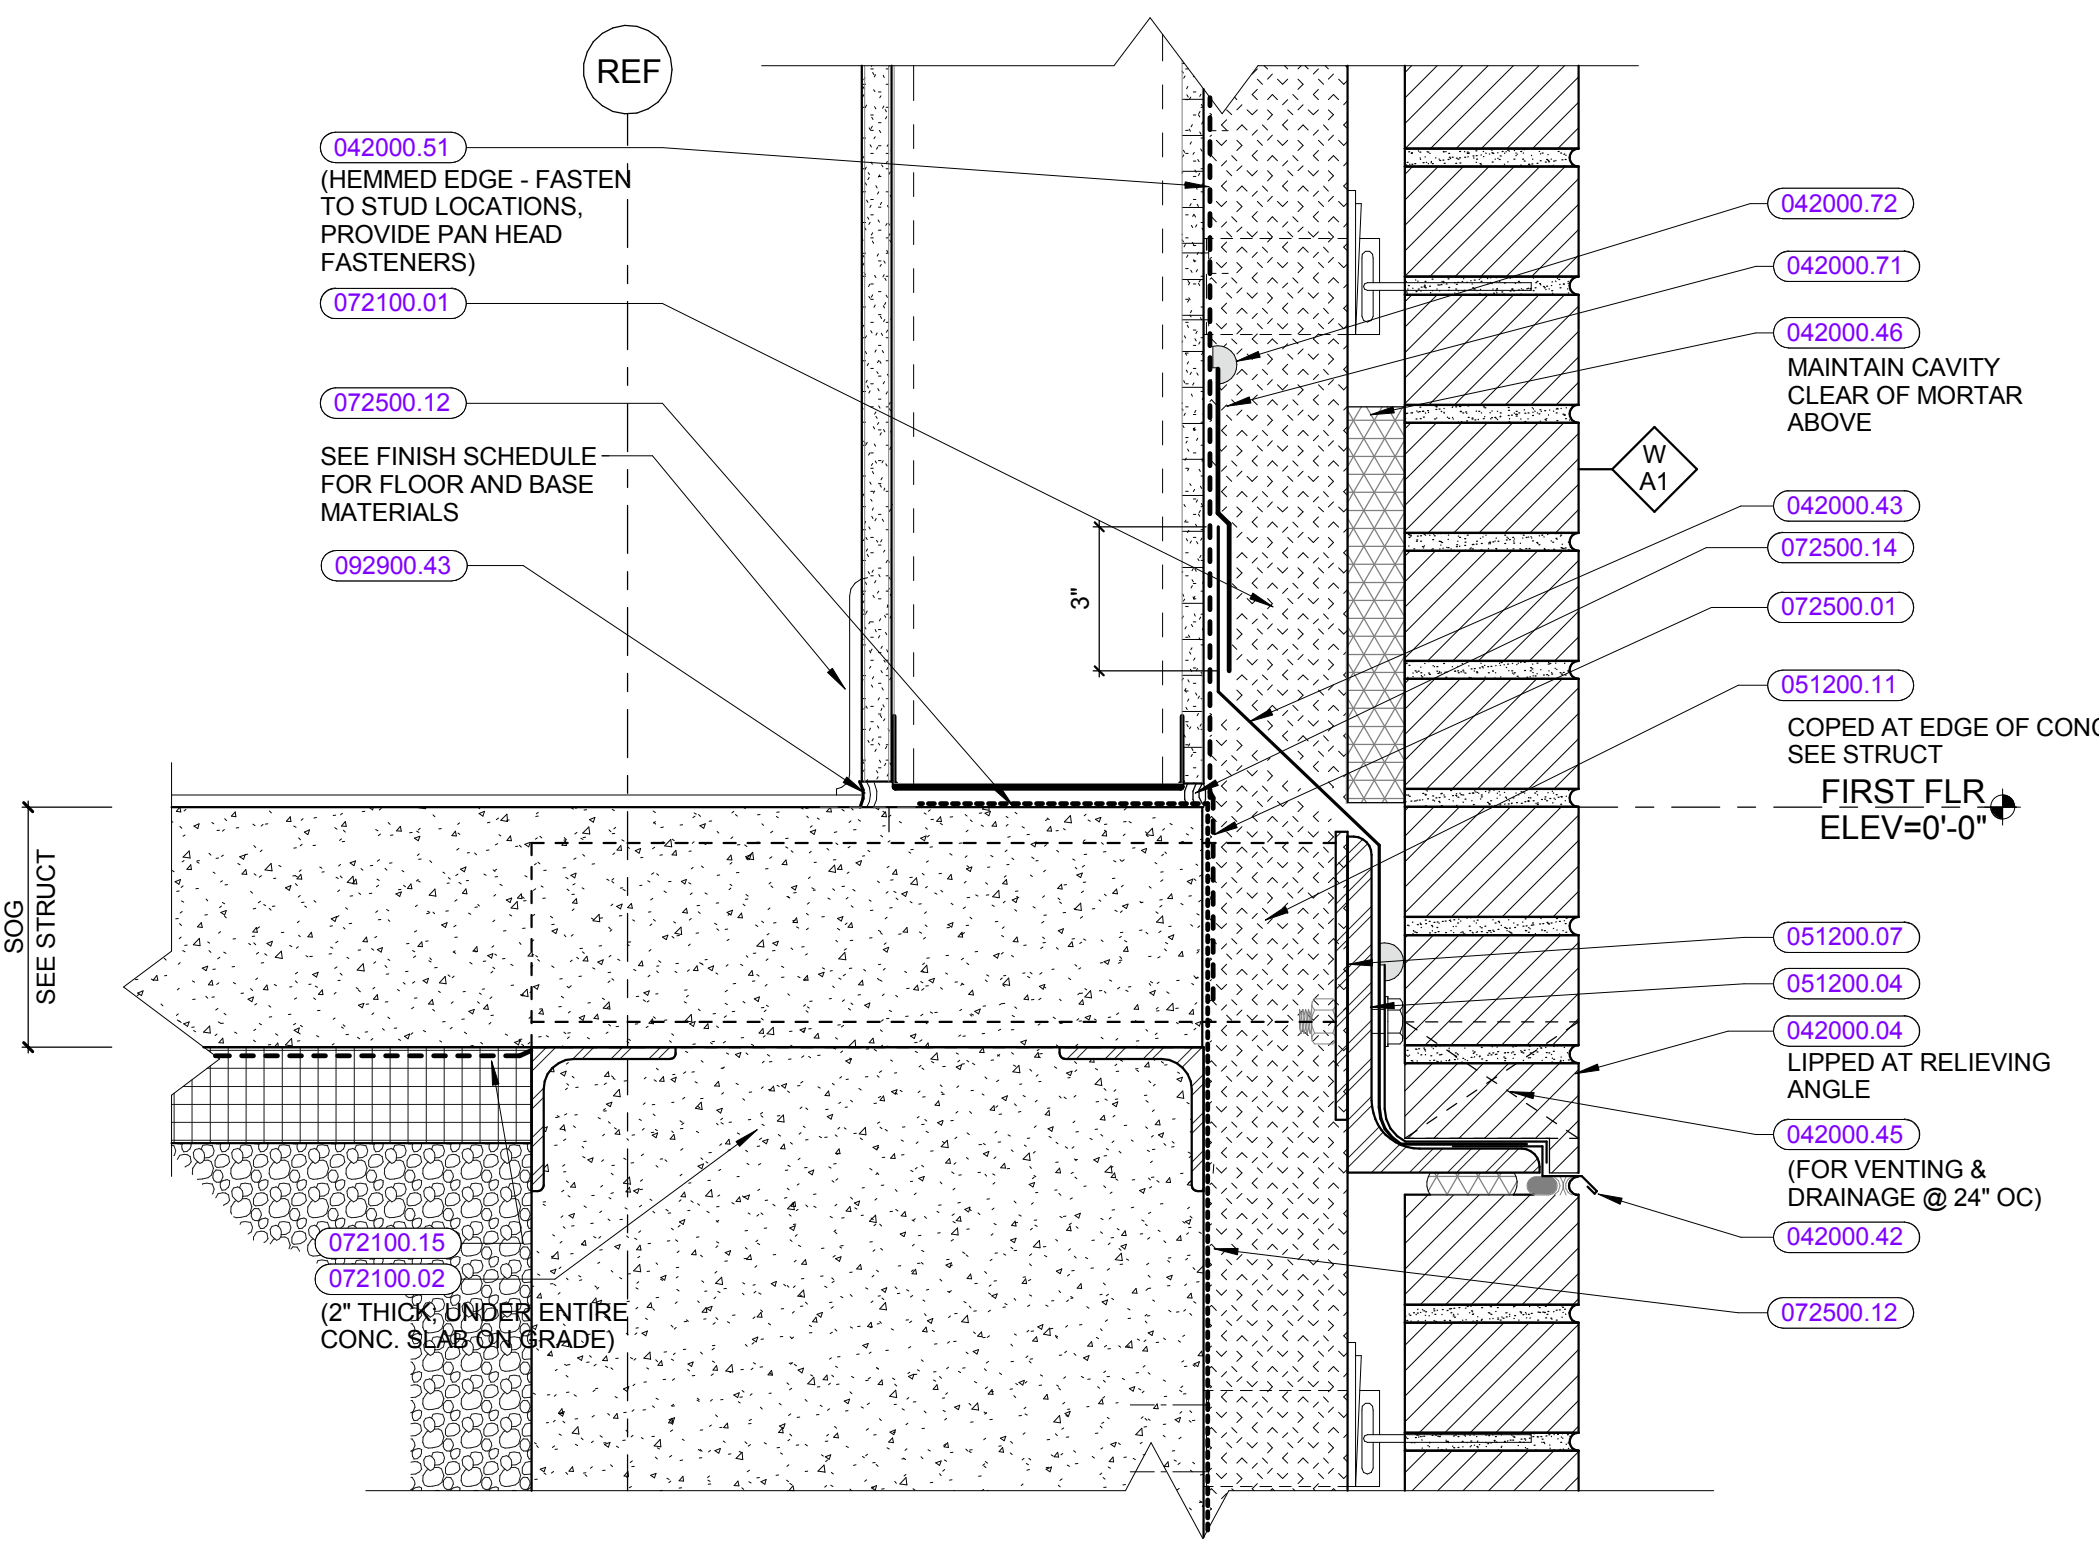 REF
042000.51
(HEMMED EDGE - FASTEN
TO STUD LOCATIONS,
PROVIDE PAN HEAD
FASTENERS)
072100.01
072500.12
SEE FINISH SCHEDULE
FOR FLOOR AND BASE
MATERIALS
092900.43
3"
SOG
SEE STRUCT
072100.15
072100.02
(2" THICK, UNDER ENTIRE
CONC. SLAB ON GRADE)
042000.72
042000.71
042000.46
MAINTAIN CAVITY
CLEAR OF MORTAR
ABOVE
W
A1
042000.43
072500.14
072500.01
051200.11
COPED AT EDGE OF CONC
SEE STRUCT
FIRST FLR
ELEV=0'-0"
051200.07
051200.04
042000.04
LIPPED AT RELIEVING
ANGLE
042000.45
(FOR VENTING &
DRAINAGE @ 24" OC)
042000.42
072500.12